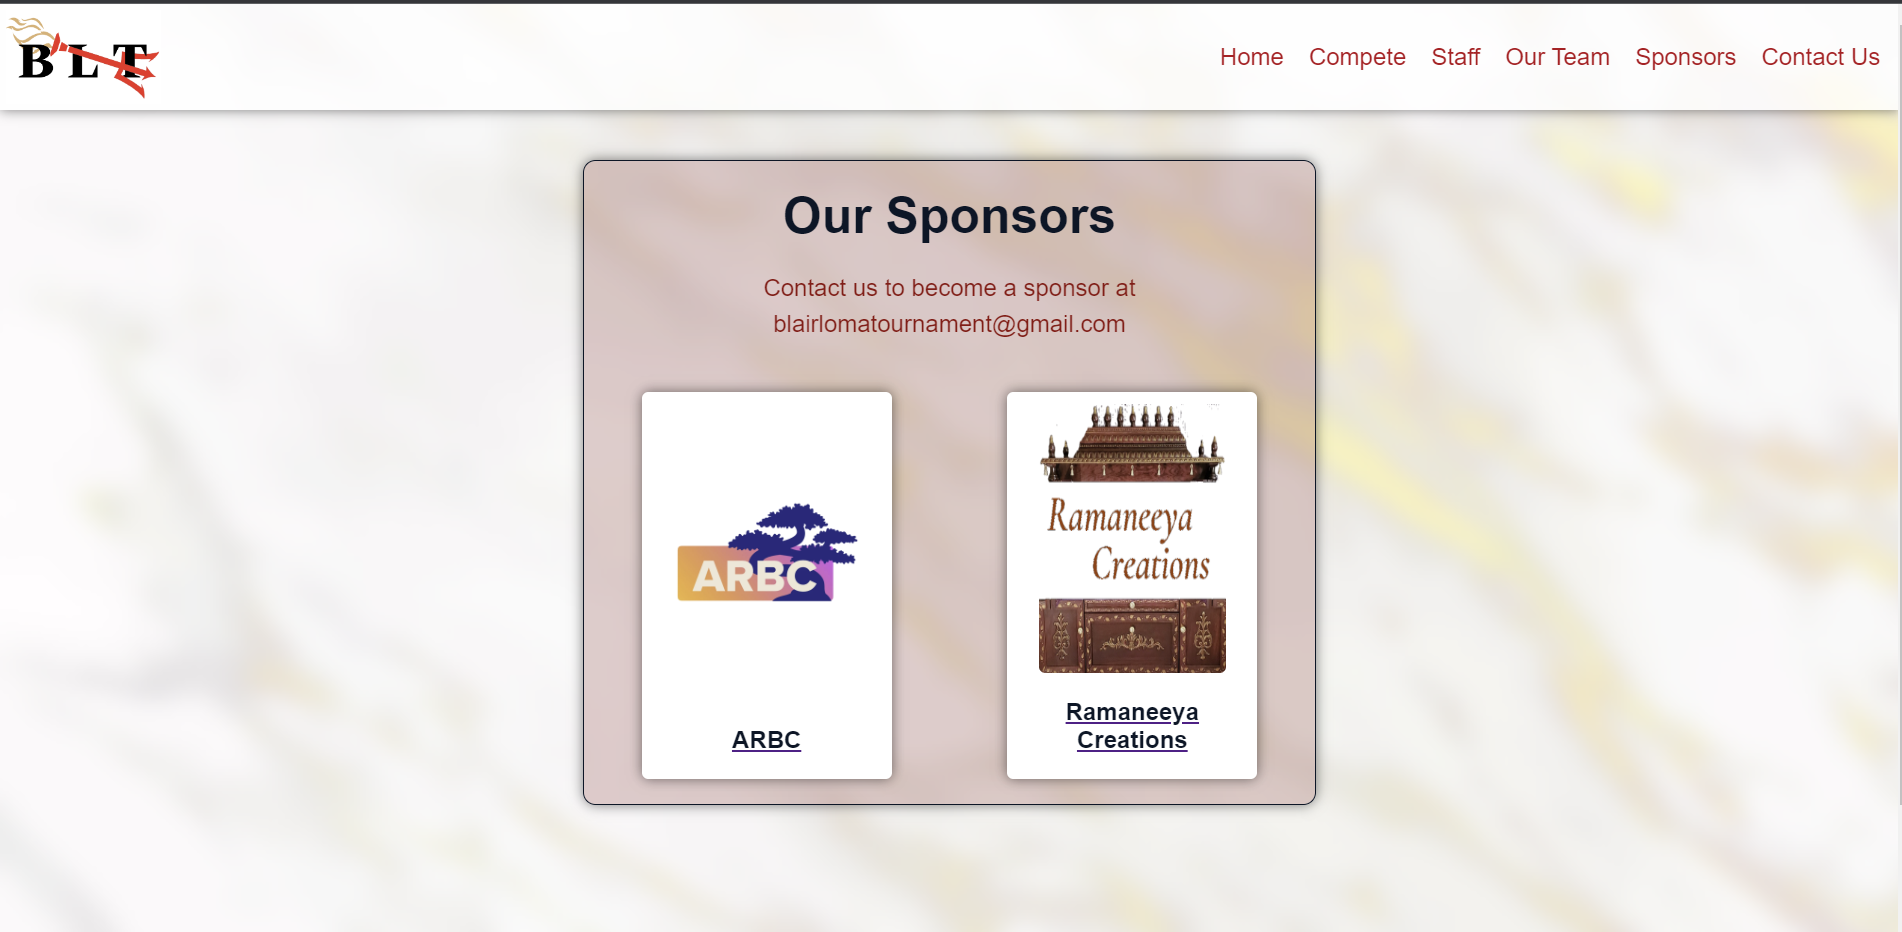 BLT
Home Compete Staff Our Team Sponsors Contact Us
Our Sponsors
Contact us to become a sponsor at
blairlomatournament@gmail.com
ARBC
ARBC
Ramaneeya
Creations
Ramaneeya
Creations